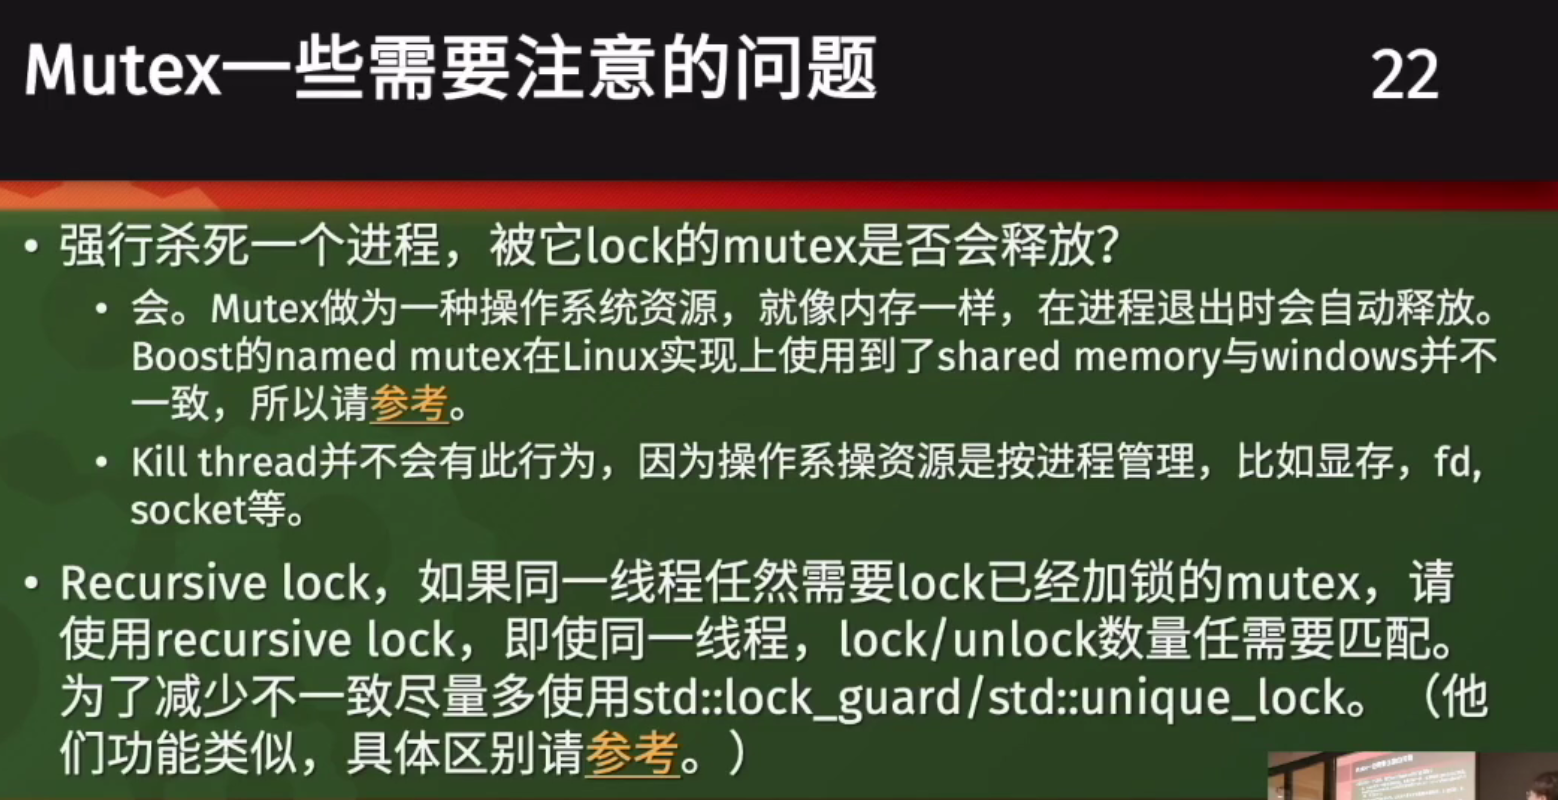 Mutex一些需要注意的问题
22
• 强行杀死一个进程，被它lock的mutex是否会释放？
• 会。Mutex做为一种操作系统资源，就像内存一样，在进程退出时会自动释放。
Boost的named mutex在Linux实现上使用到了shared memory与windows并不
一致，所以请参考。
• Kill thread并不会有此行为，因为操作系操资源是按进程管理，比如显存，fd,
socket等。
• Recursive lock，如果同一线程任然需要lock已经加锁的mutex，请
使用recursive lock，即使同一线程，lock/unlock数量任需要匹配。
为了减少不一致尽量多使用std::lock_guard/std::unique_lock。（他
们功能类似，具体区别请参考。）